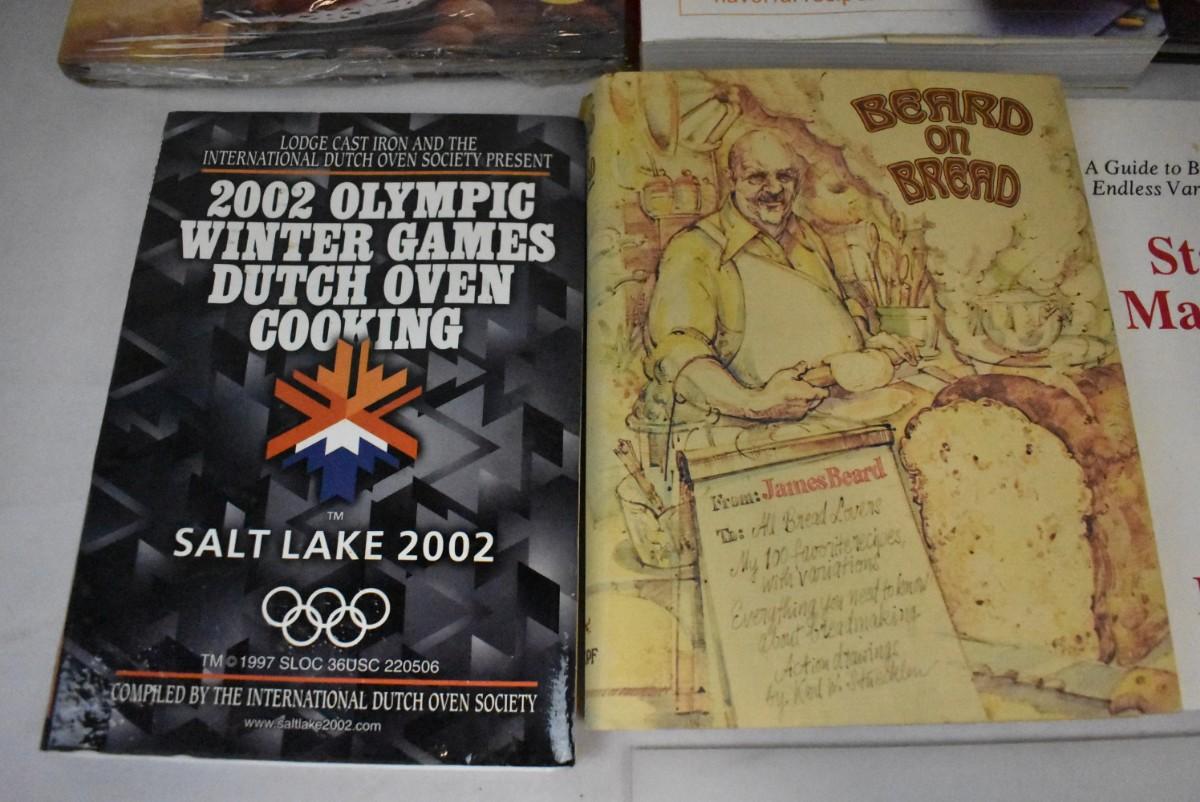 LODGE CAST IRON AND THE
INTERNATIONAL DUTCH OVEN SOCIETY PRESENT
2002 OLYMPIC
WINTER GAMES
DUTCH OVEN
COOKING
TM
SALT LAKE 2002
TM © 1997 SLOC 36USC 220506
COMPILED BY THE INTERNATIONAL DUTCH OVEN SOCIETY
www.saltlake2002.com
BEARD
ON
BREAD
From: James Beard
To: All Bread Lovers
My 100 favorite recipes,
with variations
Everything you need to know
about breadmaking
Action drawings
by
A Guide to B
Endless Var
St
Ma